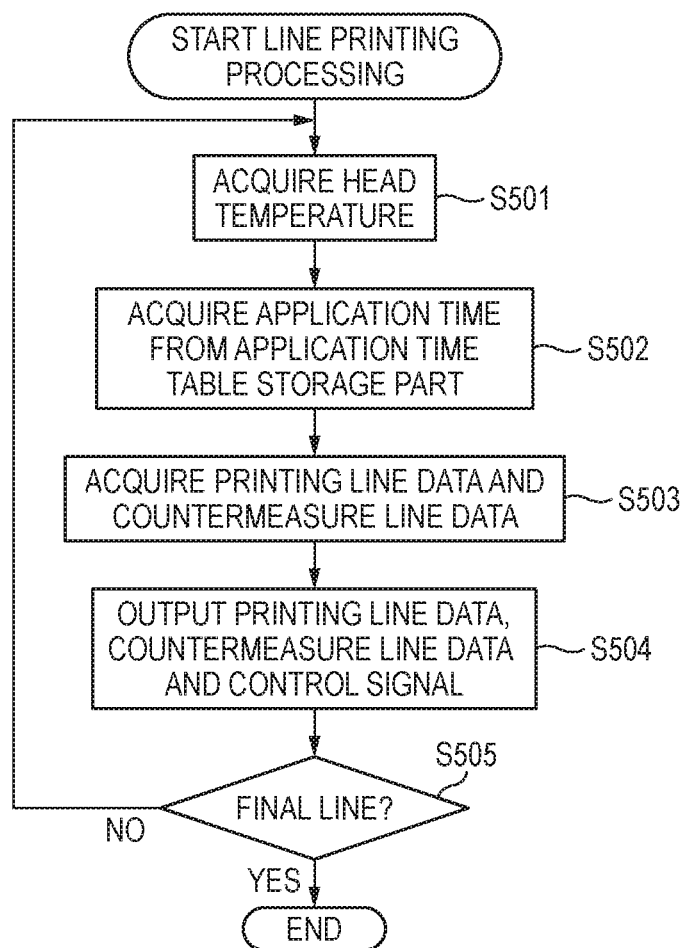 START LINE PRINTING
PROCESSING
ACQUIRE HEAD
TEMPERATURE
S501
ACQUIRE APPLICATION TIME
FROM APPLICATION TIME
TABLE STORAGE PART
S502
ACQUIRE PRINTING LINE DATA AND
COUNTERMEASURE LINE DATA
S503
OUTPUT PRINTING LINE DATA,
COUNTERMEASURE LINE DATA
AND CONTROL SIGNAL
S504
S505
FINAL LINE?
NO
YES
END